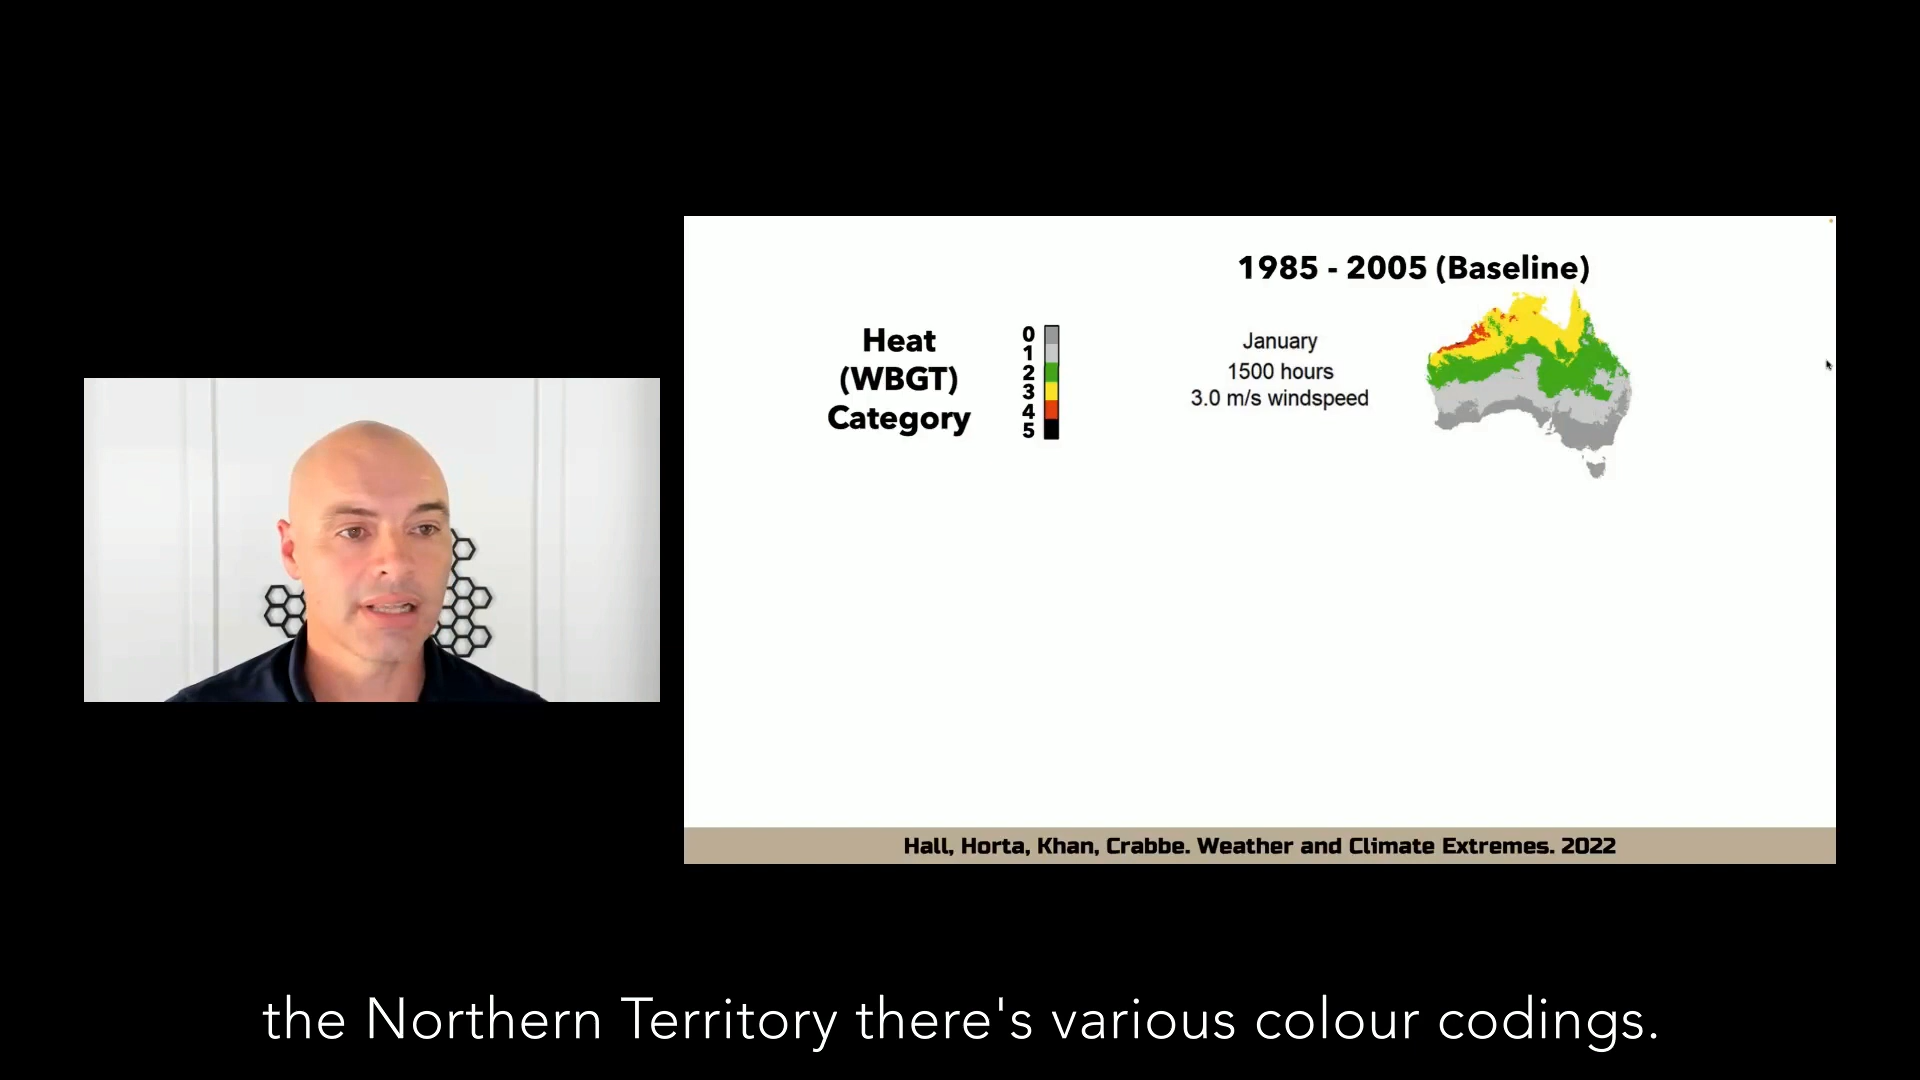 1985 - 2005 (Baseline)
Heat
(WBGT)
Category
0
1
2
3
4
5
January
1500 hours
3.0 m/s windspeed
Hall, Horta, Khan, Crabbe. Weather and Climate Extremes. 2022
the Northern Territory there's various colour codings.